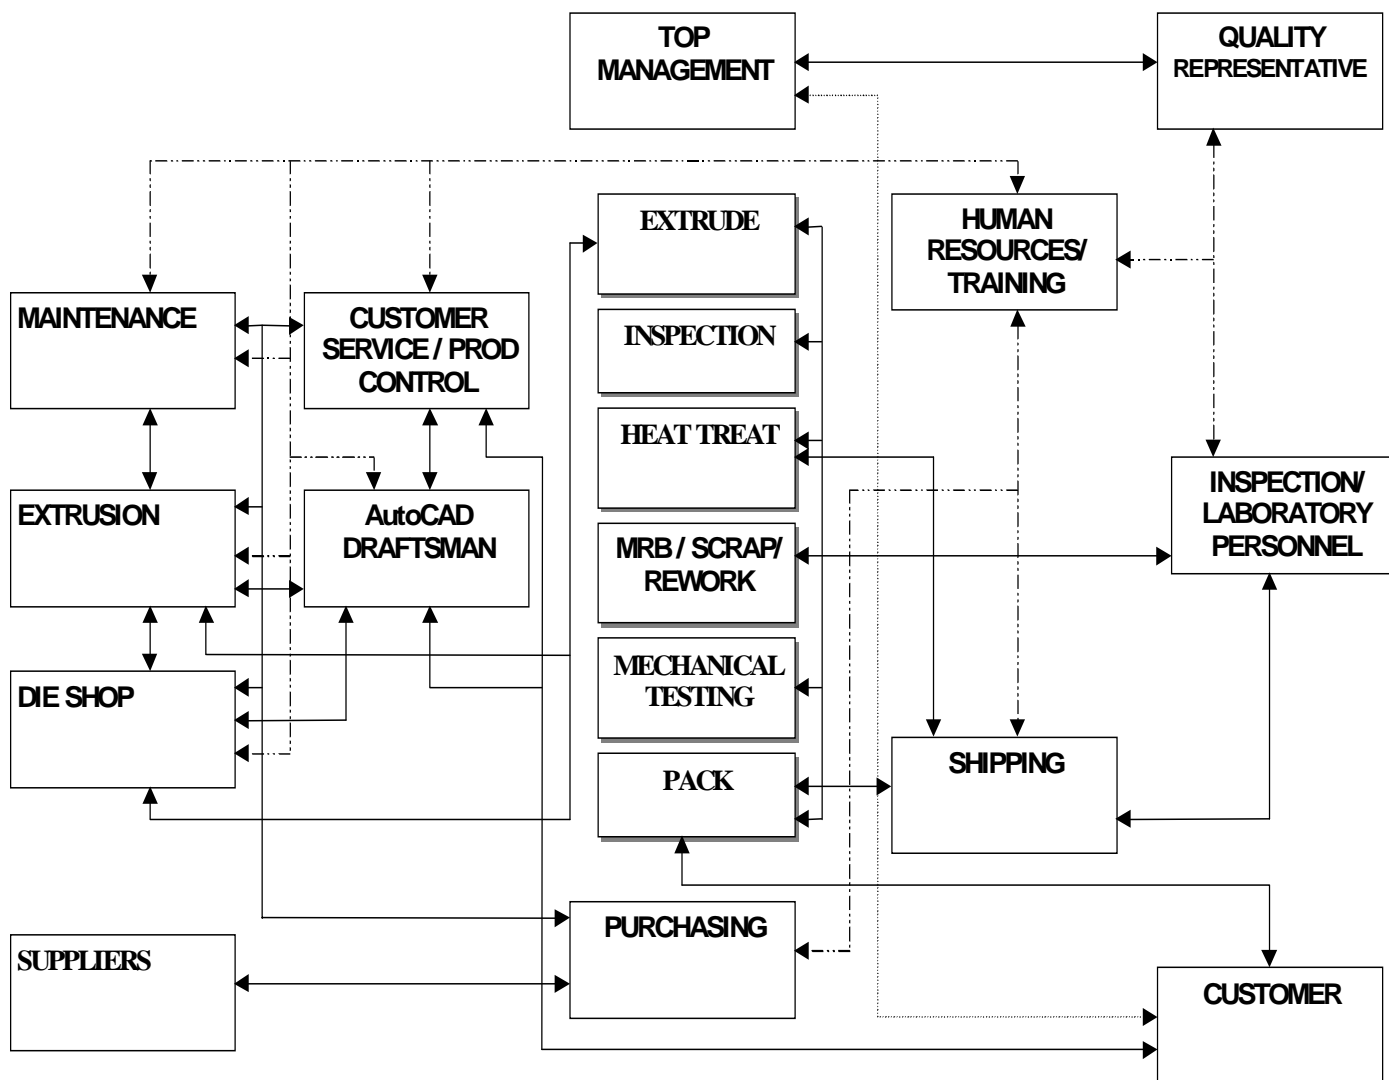 TOP
MANAGEMENT
QUALITY
REPRESENTATIVE
EXTRUDE
HUMAN
RESOURCES/
TRAINING
MAINTENANCE
CUSTOMER
SERVICE / PROD
CONTROL
INSPECTION
HEAT TREAT
EXTRUSION
AutoCAD
DRAFTSMAN
MRB / SCRAP/
REWORK
INSPECTION/
LABORATORY
PERSONNEL
DIE SHOP
MECHANICAL
TESTING
PACK
SHIPPING
SUPPLIERS
PURCHASING
CUSTOMER